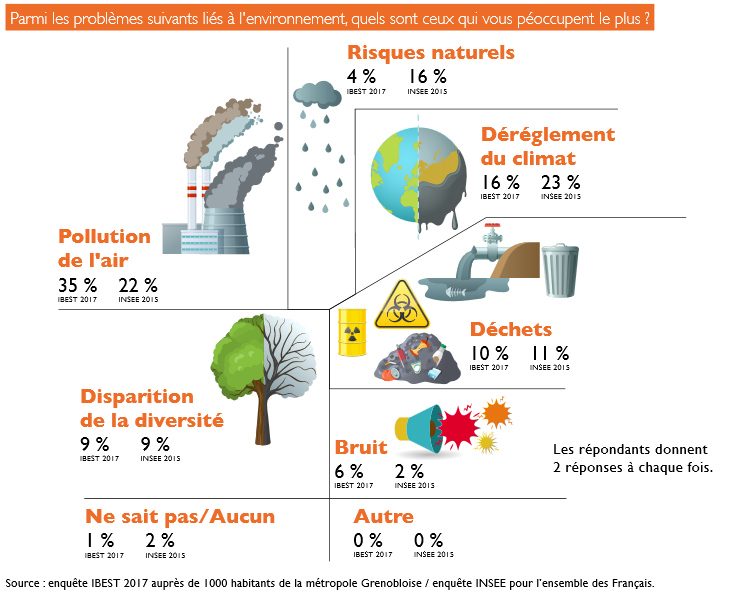 Parmi les problèmes suivants liés à l'environnement, quels sont ceux qui vous péoccupent le plus ?
Risques naturels
4 % 16 %
IBEST 2017 INSEE 2015
Déréglement
du climat
16 % 23 %
IBEST 2017 INSEE 2015
Pollution
de l'air
35 % 22 %
IBEST 2017 INSEE 2015
Déchets
10 % 11 %
IBEST 2017 INSEE 2015
Disparition
de la diversité
9 % 9 %
IBEST 2017 INSEE 2015
Bruit
6 % 2 %
IBEST 2017 INSEE 2015
Les répondants donnent
2 réponses à chaque fois.
Ne sait pas/Aucun
1 % 2 %
IBEST 2017 INSEE 2015
Autre
0 % 0 %
IBEST 2017 INSEE 2015
Source : enquête IBEST 2017 auprès de 1000 habitants de la métropole Grenobloise / enquête INSEE pour l'ensemble des Français.